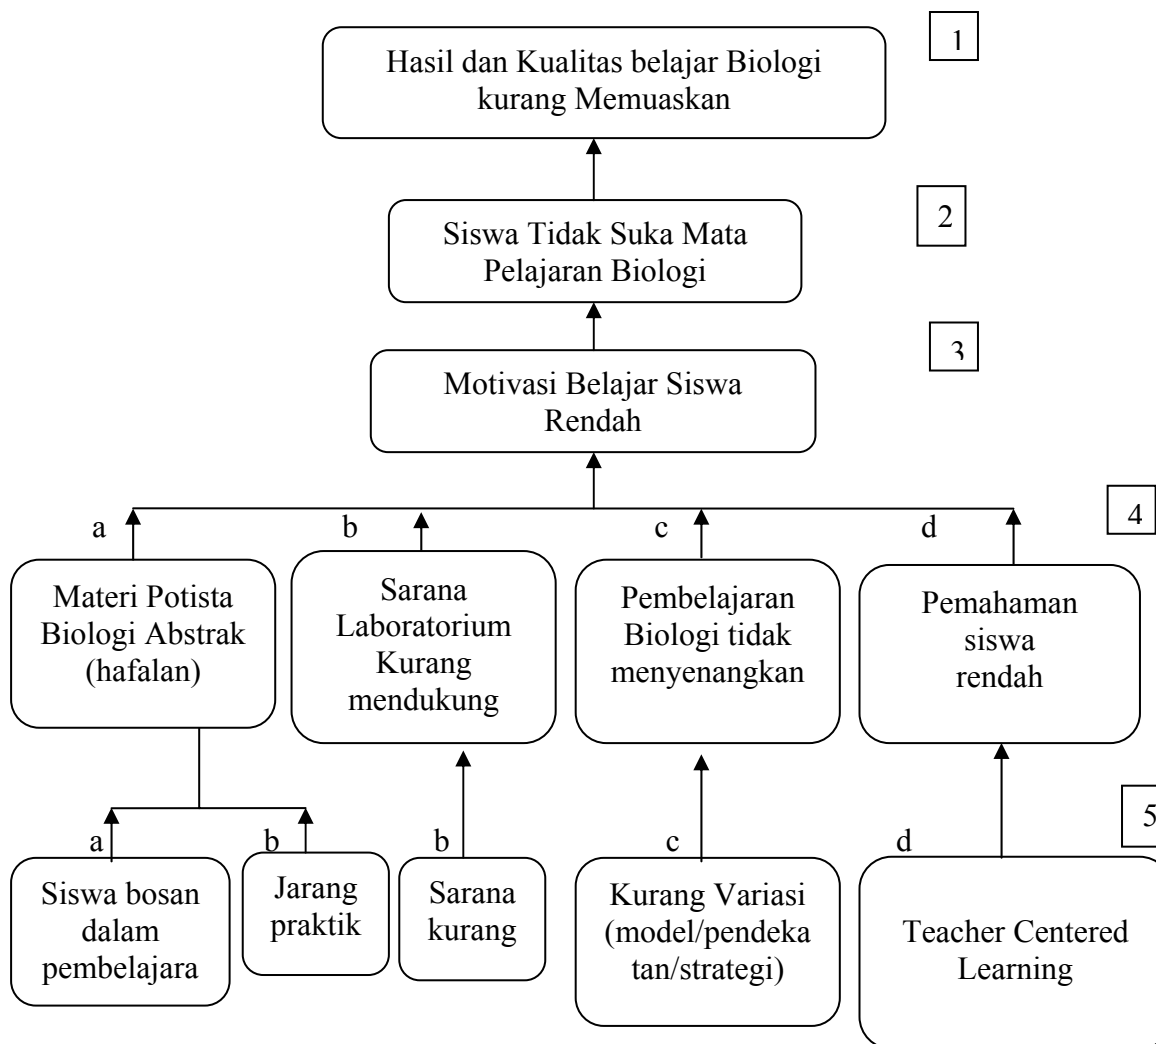 1
Hasil dan Kualitas belajar Biologi
kurang Memuaskan
2
Siswa Tidak Suka Mata
Pelajaran Biologi
3
Motivasi Belajar Siswa
Rendah
4
a
b
c
d
Materi Potista
Biologi Abstrak
(hafalan)
Sarana
Laboratorium
Kurang
mendukung
Pembelajaran
Biologi tidak
menyenangkan
Pemahaman
siswa
rendah
5
a
b
b
c
d
Siswa bosan
dalam
pembelajara
Jarang
praktik
Sarana
kurang
Kurang Variasi
(model/pendeka
tan/strategi)
Teacher Centered
Learning